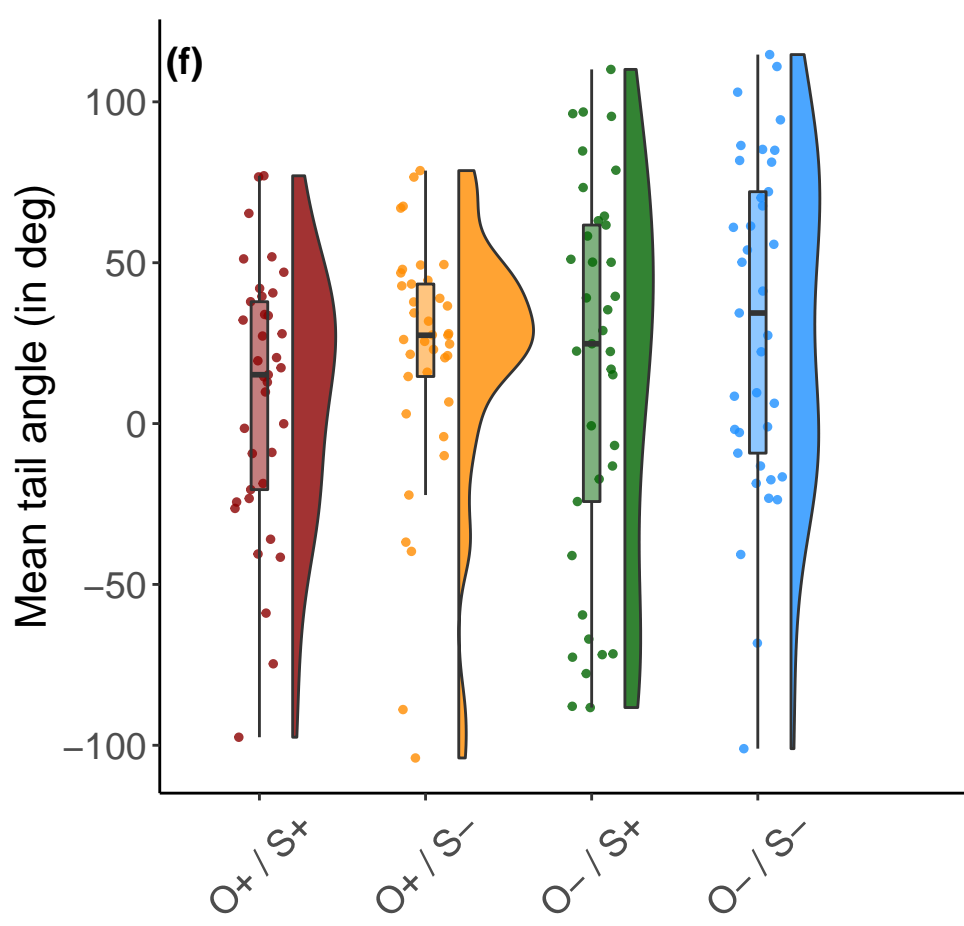 (f)
Mean tail angle (in deg)
100
50
0
−50
−100
O+ / S+
O+ / S−
O− / S+
O− / S−